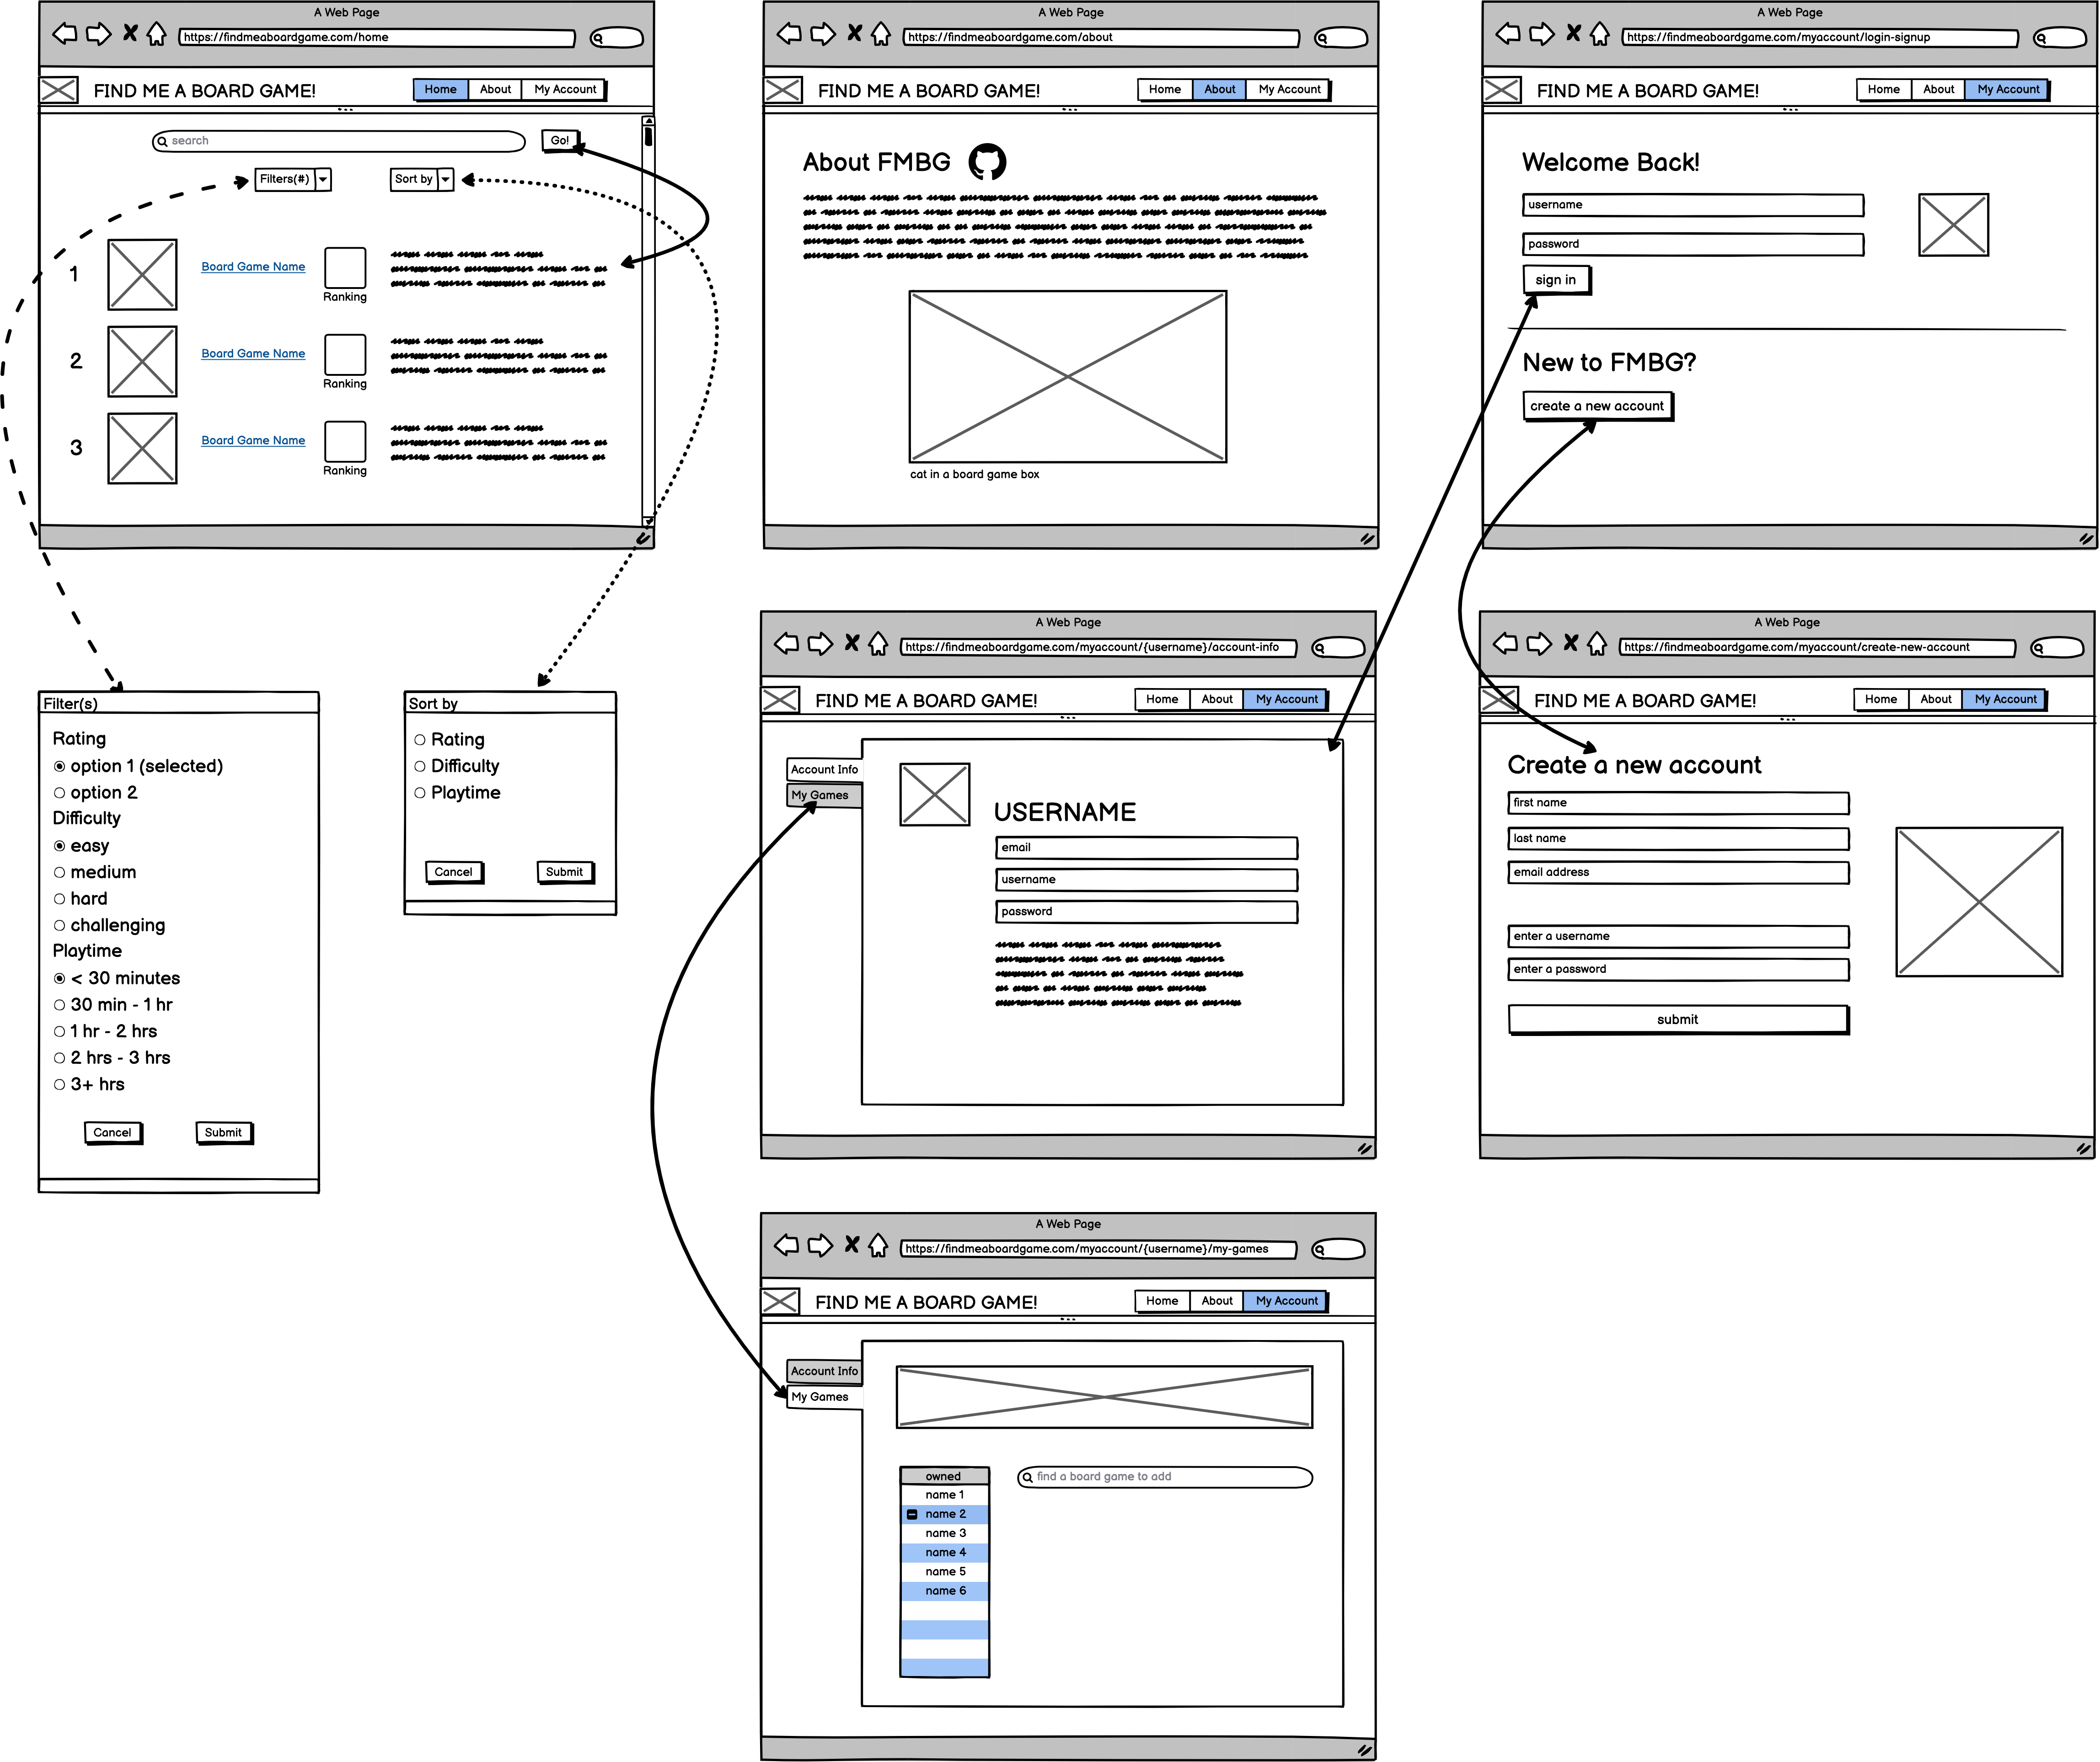 A Web Page
https://findmeaboardgame.com/home
FIND ME A BOARD GAME!
Home About My Account
search
Go!
Filters(#)
Sort by
1
Board Game Name
Ranking
2
Board Game Name
Ranking
3
Board Game Name
Ranking
A Web Page
https://findmeaboardgame.com/about
FIND ME A BOARD GAME!
Home About My Account
About FMBG
cat in a board game box
A Web Page
https://findmeaboardgame.com/myaccount/login-signup
FIND ME A BOARD GAME!
Home About My Account
Welcome Back!
username
password
sign in
New to FMBG?
create a new account
Filter(s)
Rating
option 1 (selected)
option 2
Difficulty
easy
medium
hard
challenging
Playtime
< 30 minutes
30 min - 1 hr
1 hr - 2 hrs
2 hrs - 3 hrs
3+ hrs
Cancel Submit
Sort by
Rating
Difficulty
Playtime
Cancel Submit
A Web Page
https://findmeaboardgame.com/myaccount/{username}/account-info
FIND ME A BOARD GAME!
Home About My Account
Account Info
My Games
USERNAME
email
username
password
A Web Page
https://findmeaboardgame.com/myaccount/create-new-account
FIND ME A BOARD GAME!
Home About My Account
Create a new account
first name
last name
email address
enter a username
enter a password
submit
A Web Page
https://findmeaboardgame.com/myaccount/{username}/my-games
FIND ME A BOARD GAME!
Home About My Account
Account Info
My Games
owned
name 1
name 2
name 3
name 4
name 5
name 6
find a board game to add